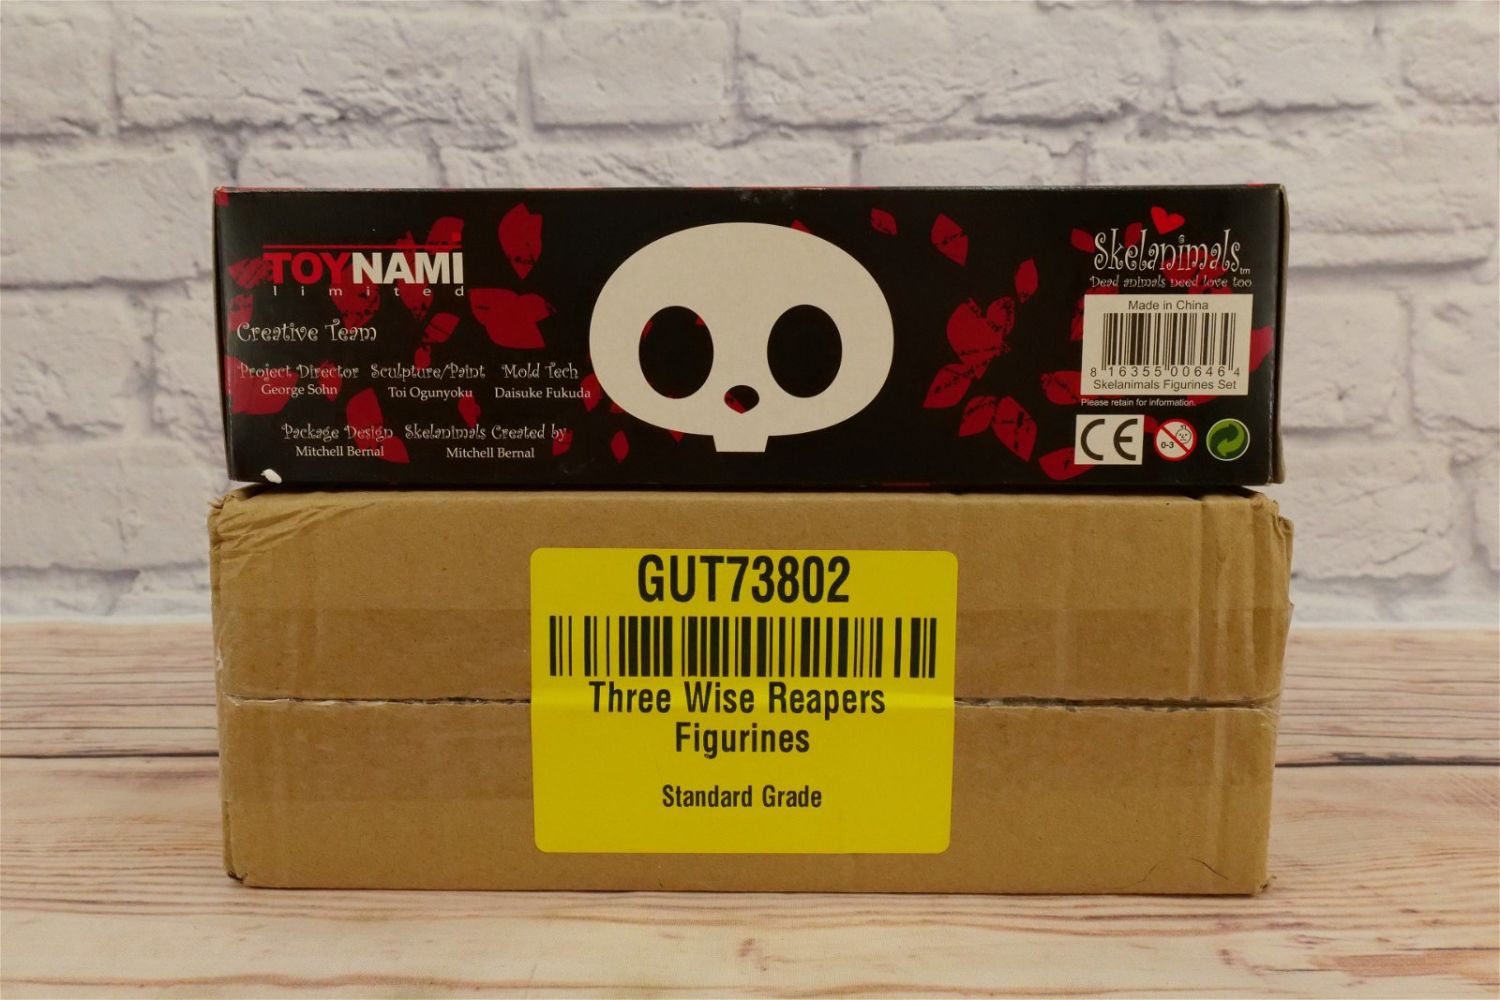 TOYNAMI
limited
Creative Team
Project Director Sculpture/Paint Mold Tech
George Sohn Toi Ogunyoku Daisuke Fukuda
Package Design Skelanimals Created by
Mitchell Bernal Mitchell Bernal
Skelanimals™
Dead animals need love too
Made in China
8 16355 00646 4
Skelanimals Figurines Set
Please retain for information.
CE 0-3
GUT73802
Three Wise Reapers
Figurines
Standard Grade